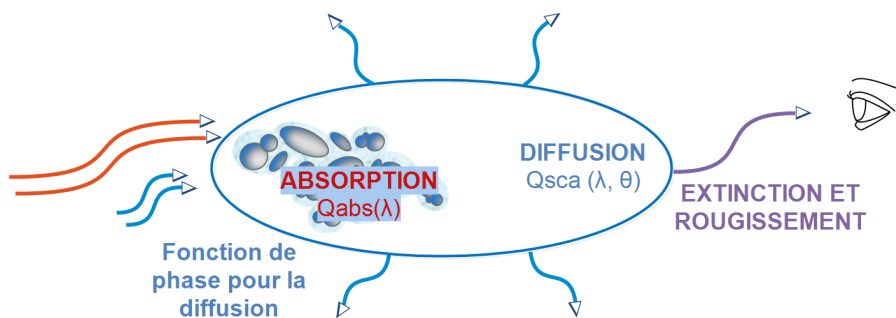 ABSORPTION
Qabs(λ)
DIFFUSION
Qsca (λ, θ)
EXTINCTION ET
ROUGISSEMENT
Fonction de
phase pour la
diffusion